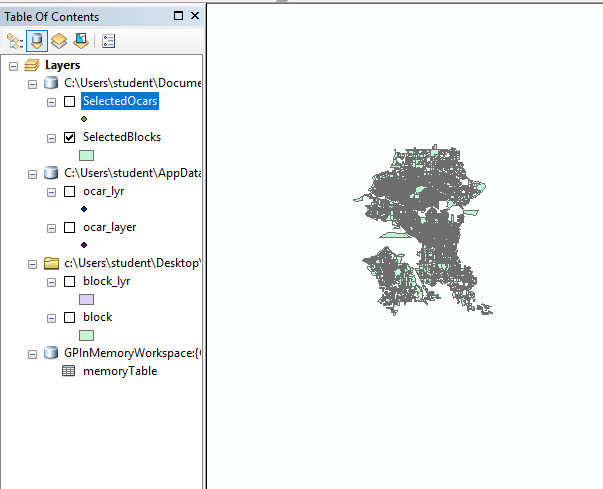 Table Of Contents
Layers
C:\Users\student\Docume
SelectedOcars
SelectedBlocks
C:\Users\student\AppData
ocar_lyr
ocar_layer
c:\Users\student\Desktop\
block_lyr
block
GPInMemoryWorkspace:{
memoryTable